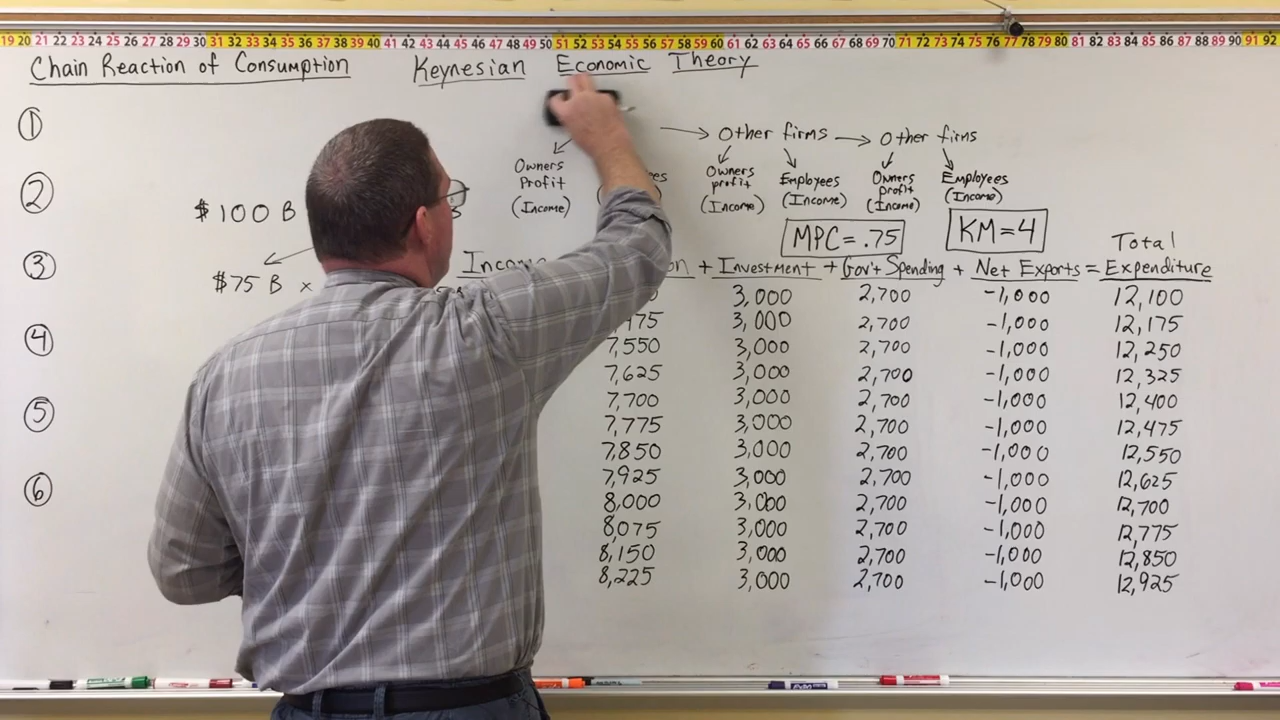 19 20 21 22 23 24 25 26 27 28 29 30 31 32 33 34 35 36 37 38 39 40 41 42 43 44 45 46 47 48 49 50 51 52 53 54 55 56 57 58 59 60 61 62 63 64 65 66 67 68 69 70 71 72 73 74 75 76 77 78 79 80 81 82 83 84 85 86 87 88 89 90 91 92
Chain Reaction of Consumption Keynesian Economic Theory
1
→ Other firms → Other firms
Owners Profit (Income)
Owners profit (Income) Employees (Income)
Owners profit (Income) Employees (Income)
2
$100 B
MPC = .75 KM=4
3
$75 B ×
+ Investment + Gov't Spending + Net Exports = Total Expenditure
3,000 2,700 -1,000 12,100
3,000 2,700 -1,000 12,175
4
7,550 3,000 2,700 -1,000 12,250
7,625 3,000 2,700 -1,000 12,325
7,700 3,000 2,700 -1,000 12,400
5
7,775 3,000 2,700 -1,000 12,475
7,850 3,000 2,700 -1,000 12,550
7,925 3,000 2,700 -1,000 12,625
6
8,000 3,000 2,700 -1,000 12,700
8,075 3,000 2,700 -1,000 12,775
8,150 3,000 2,700 -1,000 12,850
8,225 3,000 2,700 -1,000 12,925